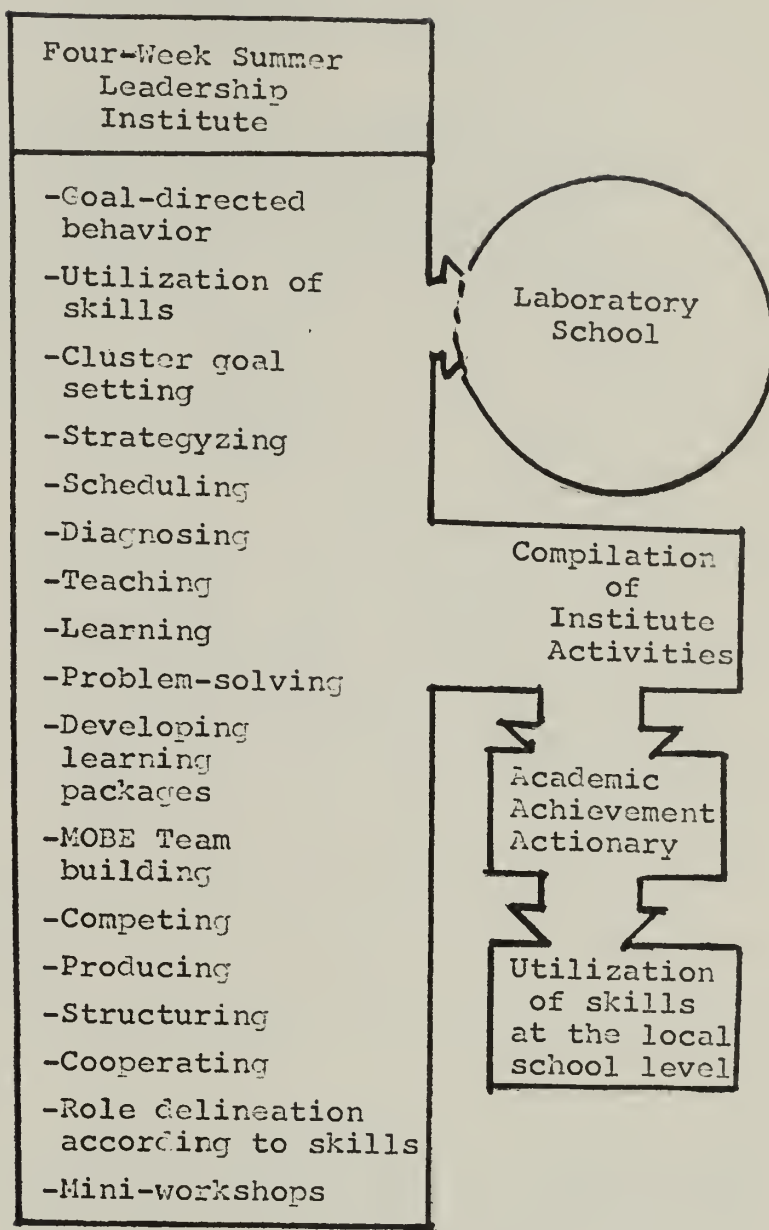 Four-Week Summer
Leadership
Institute
-Goal-directed
behavior
-Utilization of
skills
-Cluster goal
setting
-Strategyzing
-Scheduling
-Diagnosing
-Teaching
-Learning
-Problem-solving
-Developing
learning
packages
-MOBE Team
building
-Competing
-Producing
-Structuring
-Cooperating
-Role delineation
according to skills
-Mini-workshops
Laboratory
School
Compilation
of
Institute
Activities
Academic
Achievement
Actionary
Utilization
of skills
at the local
school level